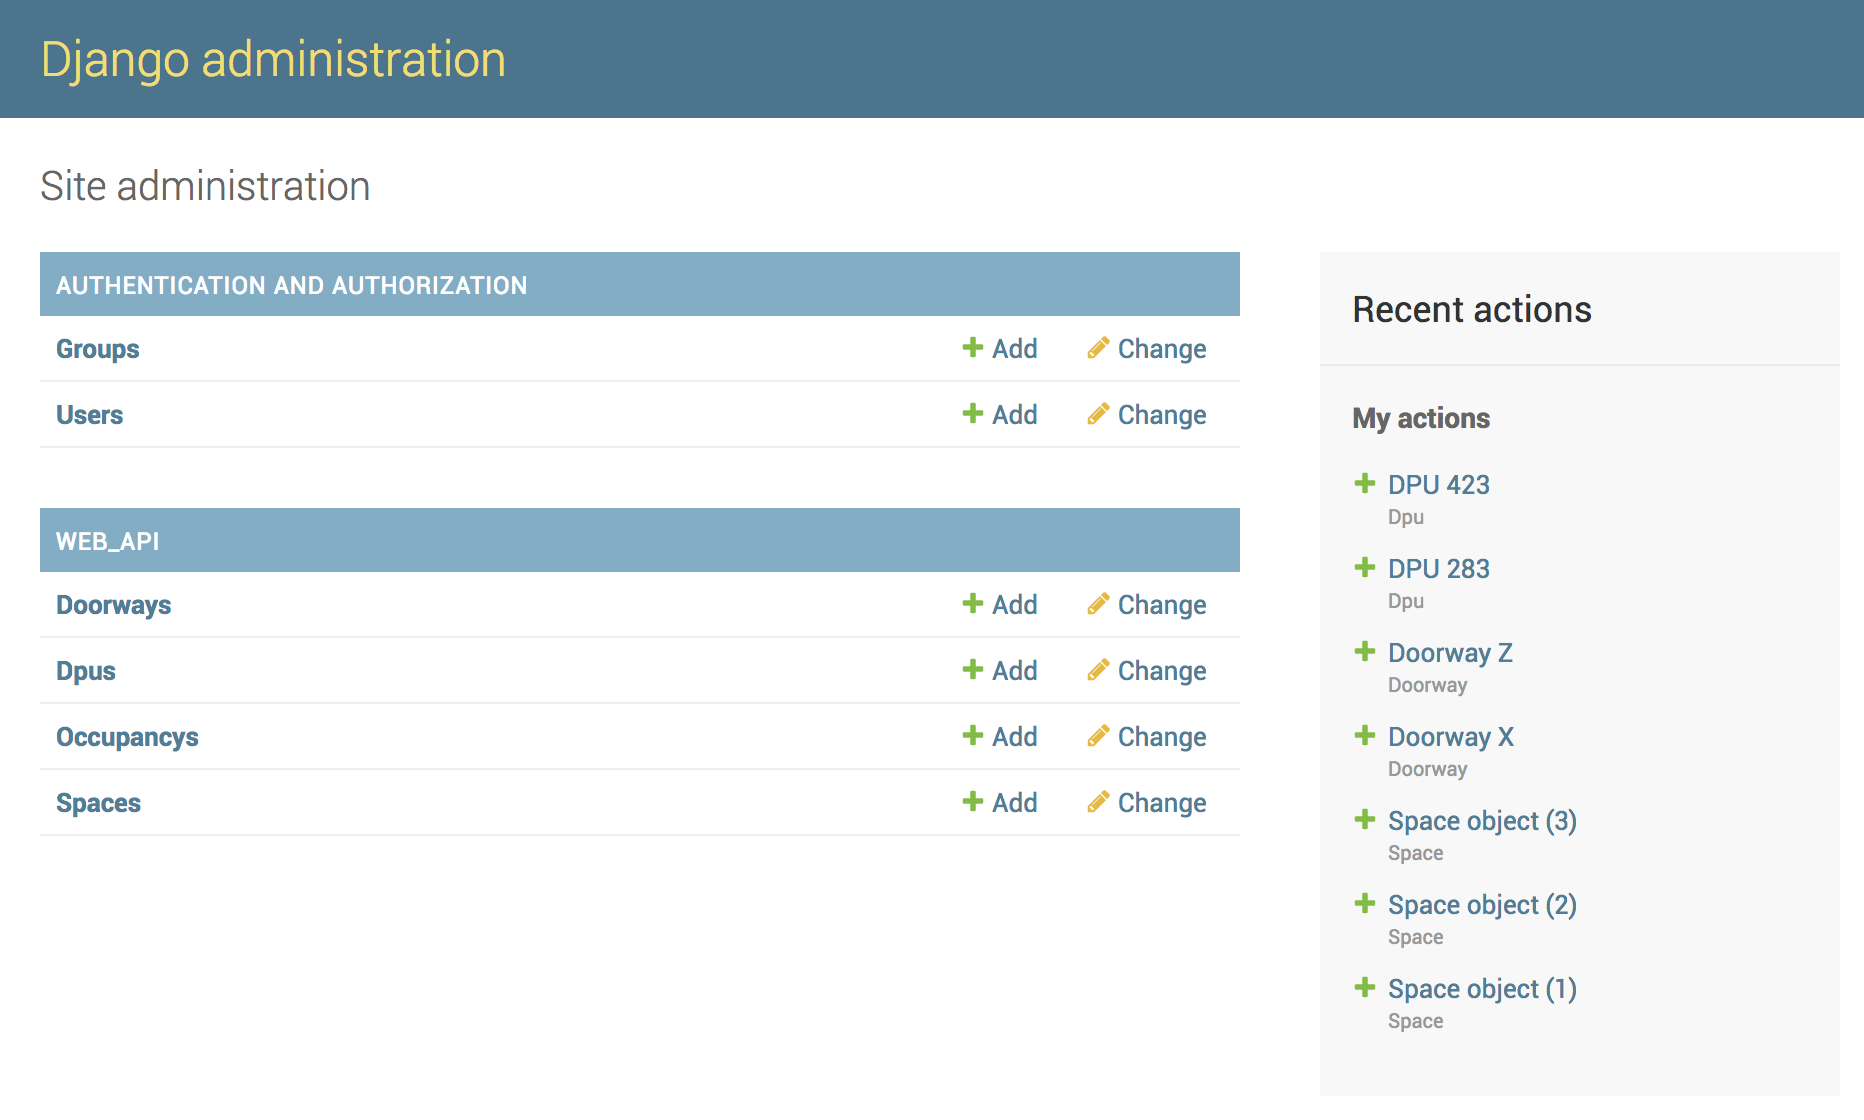 Django administration
Site administration
AUTHENTICATION AND AUTHORIZATION
Groups Add Change
Users Add Change
WEB_API
Doorways Add Change
Dpus Add Change
Occupancys Add Change
Spaces Add Change
Recent actions
My actions
DPU 423
Dpu
DPU 283
Dpu
Doorway Z
Doorway
Doorway X
Doorway
Space object (3)
Space
Space object (2)
Space
Space object (1)
Space